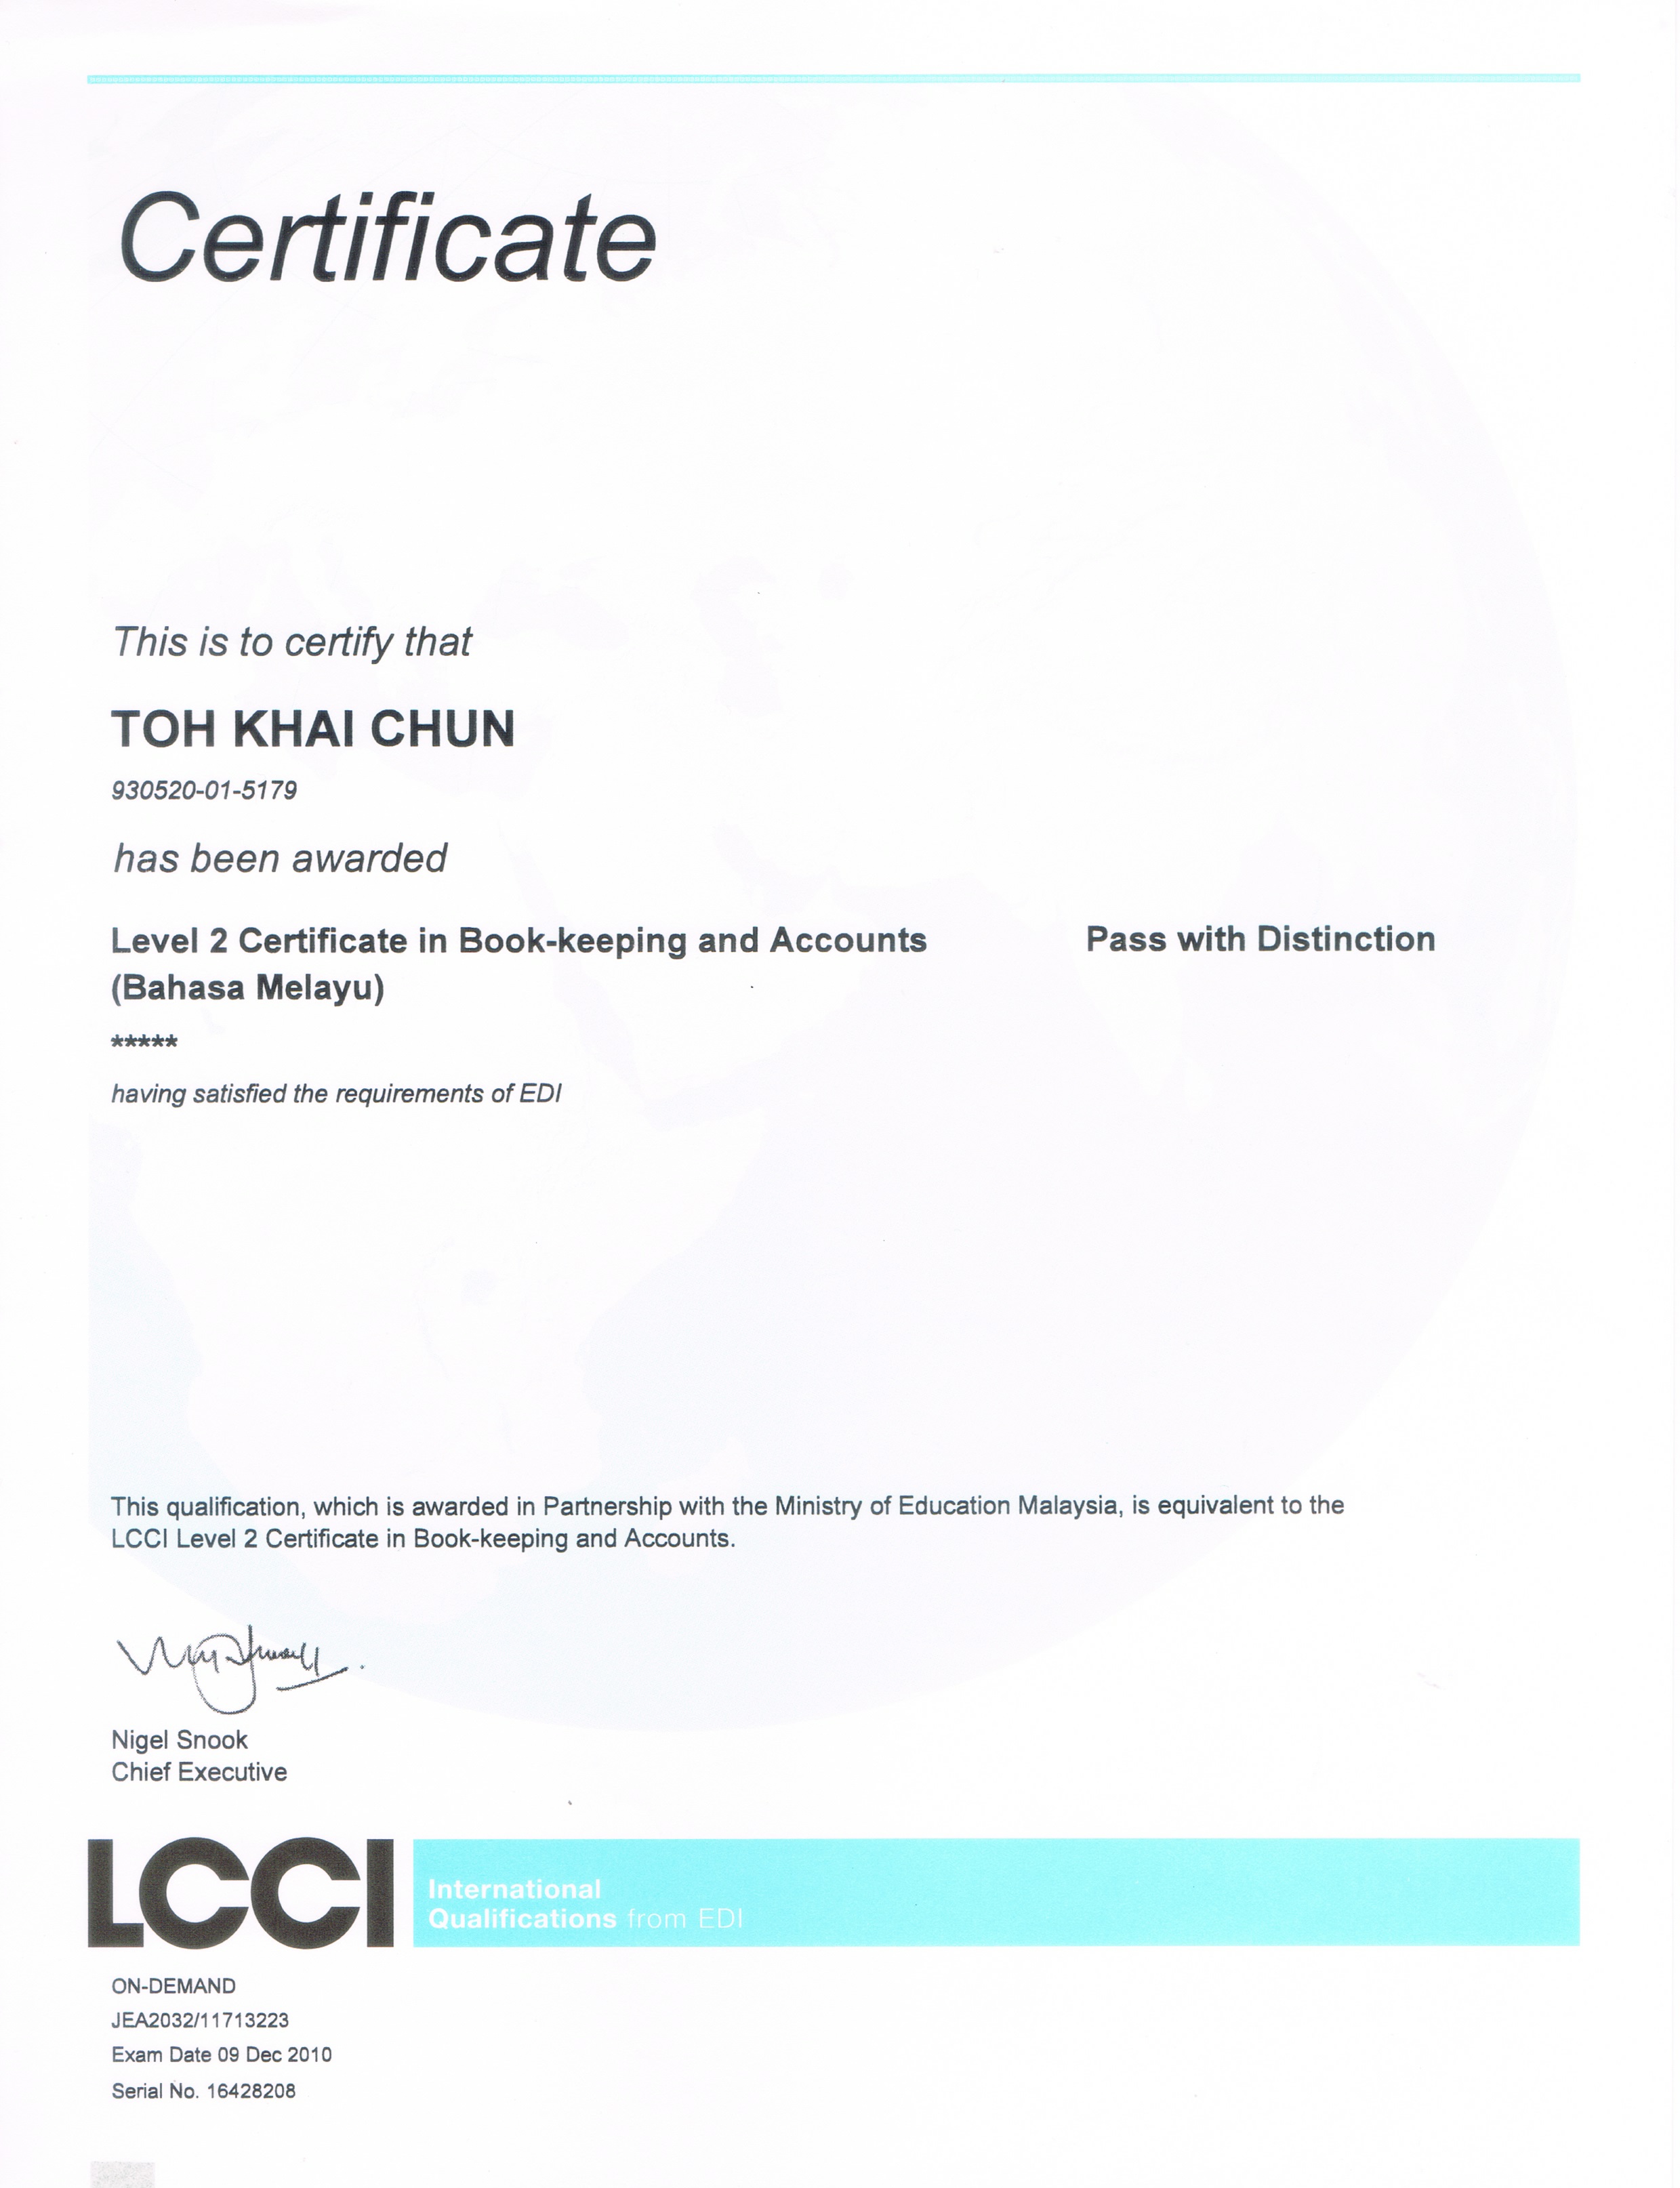 Certificate
This is to certify that
TOH KHAI CHUN
930520-01-5179
has been awarded
Level 2 Certificate in Book-keeping and Accounts Pass with Distinction
(Bahasa Melayu)
*****
having satisfied the requirements of EDI
This qualification, which is awarded in Partnership with the Ministry of Education Malaysia, is equivalent to the
LCCI Level 2 Certificate in Book-keeping and Accounts.
Nigel Snook
Chief Executive
LCCI
International
Qualifications from EDI
ON-DEMAND
JEA2032/11713223
Exam Date 09 Dec 2010
Serial No. 16428208